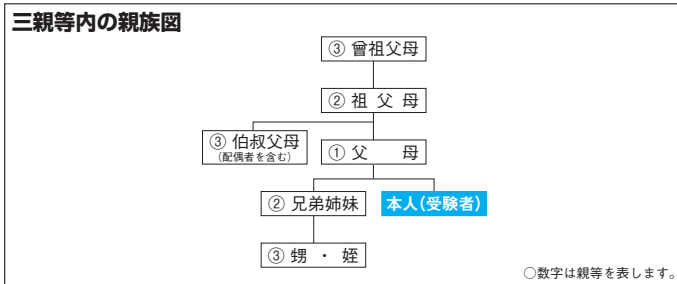 三親等内の親族図
③ 曾祖父母
② 祖父母
③ 伯叔父母
(配偶者を含む)
① 父　母
② 兄弟姉妹
本人(受験者)
③ 甥・姪
○数字は親等を表します。